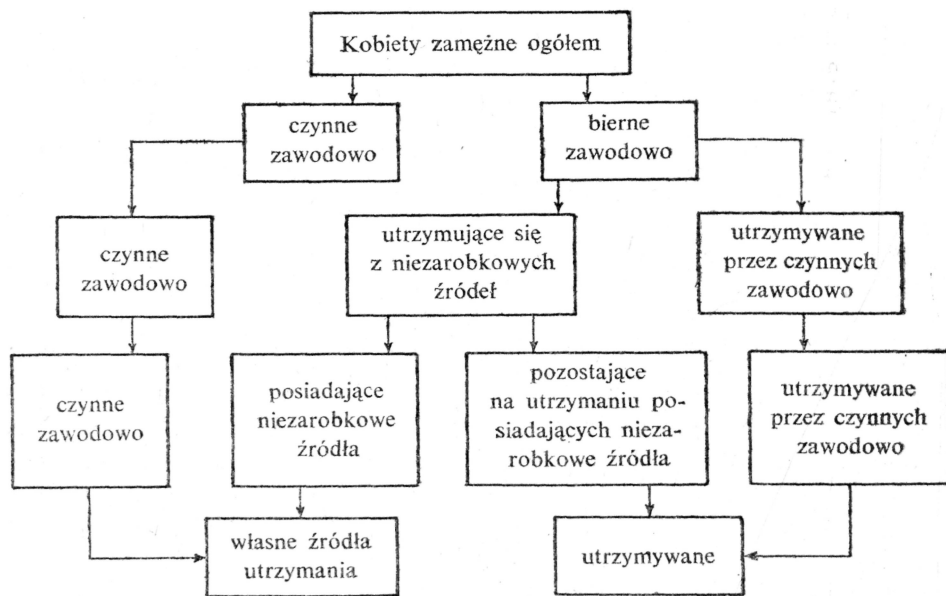 Kobiety zamężne ogółem
czynne
zawodowo
bierne
zawodowo
czynne
zawodowo
utrzymujące się
z niezarobkowych
źródeł
utrzymywane
przez czynnych
zawodowo
czynne
zawodowo
posiadające
niezarobkowe
źródła
pozostające
na utrzymaniu po-
siadających nieza-
robkowe źródła
utrzymywane
przez czynnych
zawodowo
własne źródła
utrzymania
utrzymywane